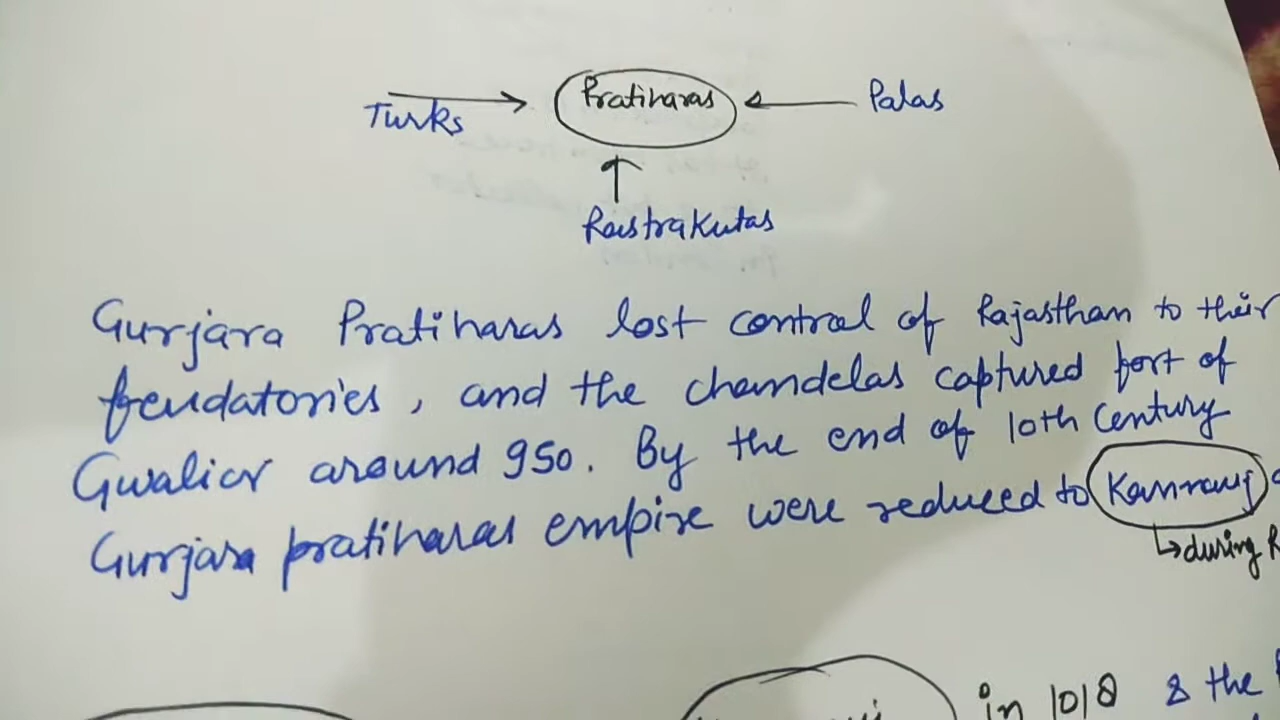 Turks Pratiharas Palas
Rastrakutas
Gurjara Pratiharas lost control of Rajasthan to their
feudatories, and the chandelas captured fort of
Gwalior around 950. By the end of 10th Century
Gurjara pratiharas empire were reduced to Kannauj
during
in 1018 & the